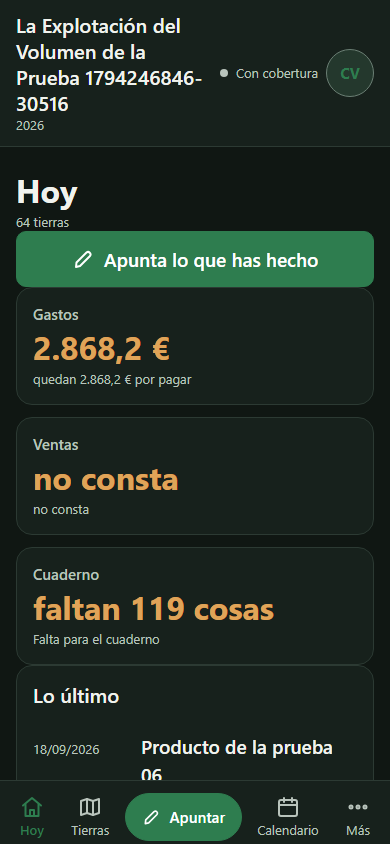 La Explotación del
Volumen de la
Prueba 1794246846-
30516
2026
Con cobertura
CV
Hoy
64 tierras
Apunta lo que has hecho
Gastos
2.868,2 €
quedan 2.868,2 € por pagar
Ventas
no consta
no consta
Cuaderno
faltan 119 cosas
Falta para el cuaderno
Lo último
18/09/2026
Producto de la prueba
06
Hoy
Tierras
Apuntar
Calendario
Más